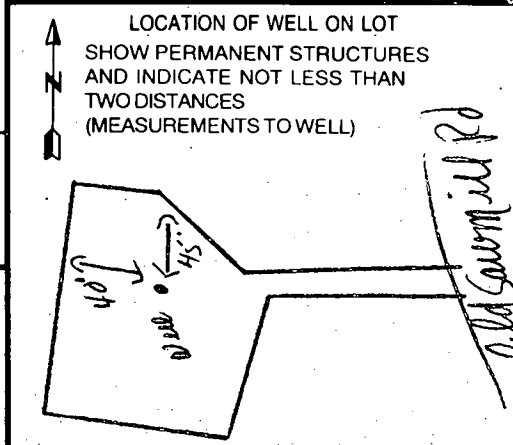 LOCATION OF WELL ON LOT
SHOW PERMANENT STRUCTURES
AND INDICATE NOT LESS THAN
TWO DISTANCES
(MEASUREMENTS TO WELL)
N
45'
40'
Well
Old Sawmill Rd